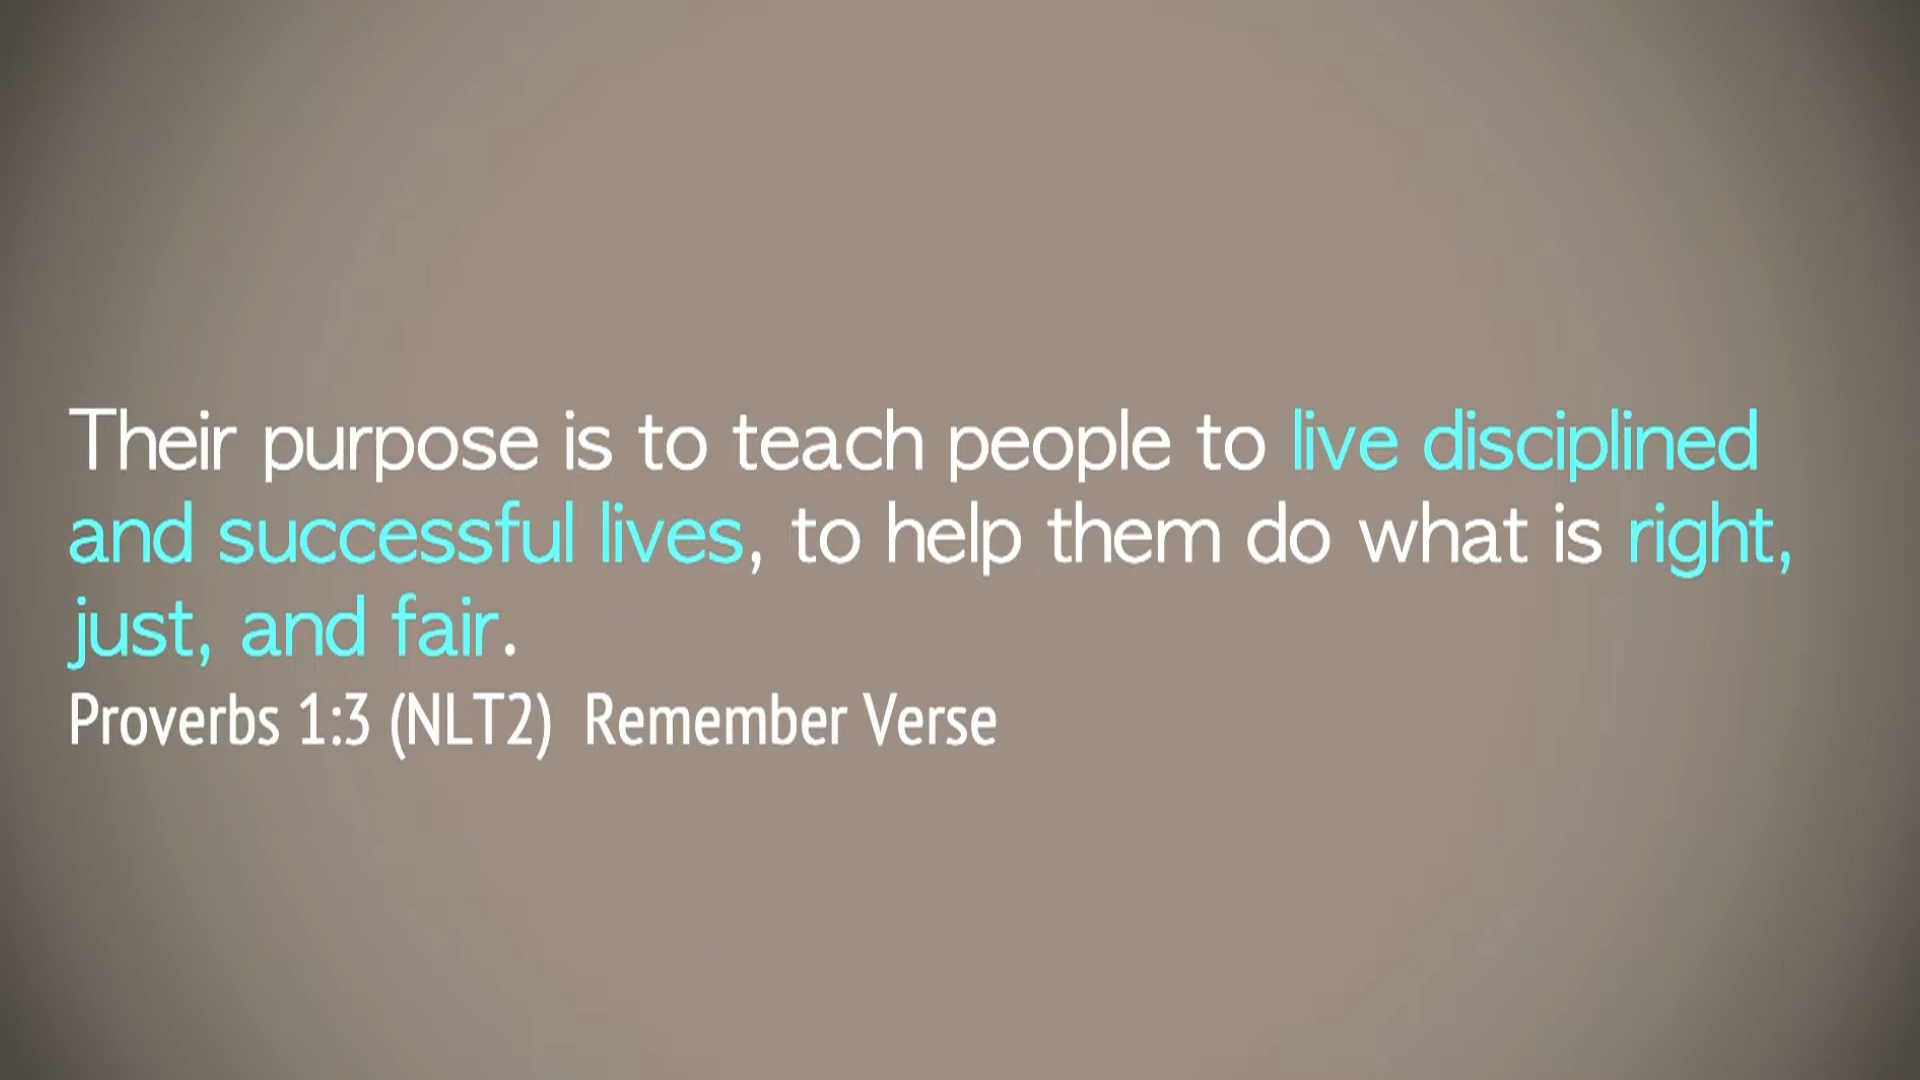 Their purpose is to teach people to live disciplined
and successful lives, to help them do what is right,
just, and fair.
Proverbs 1:3 (NLT2)  Remember Verse